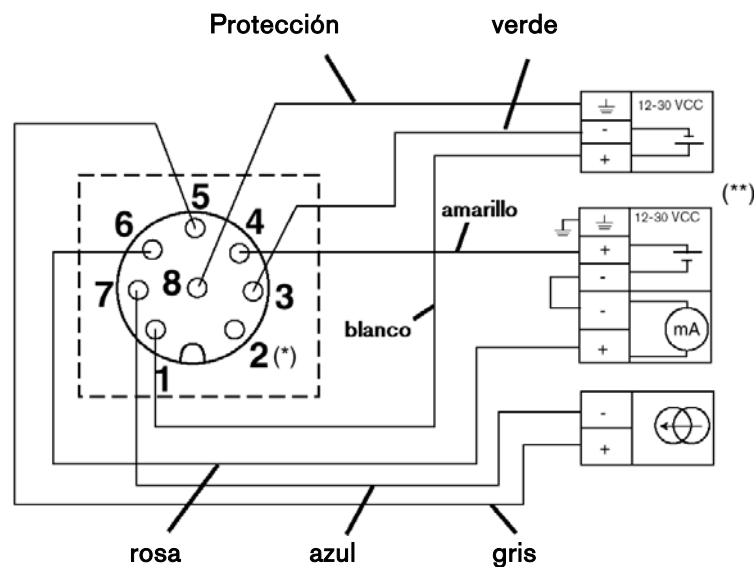 Protección verde
12-30 VCC
-
+
5
6 4
(**)
amarillo
12-30 VCC
+
-
7 8 3
-
mA
blanco
+
2 (*)
1
-
+
rosa azul gris